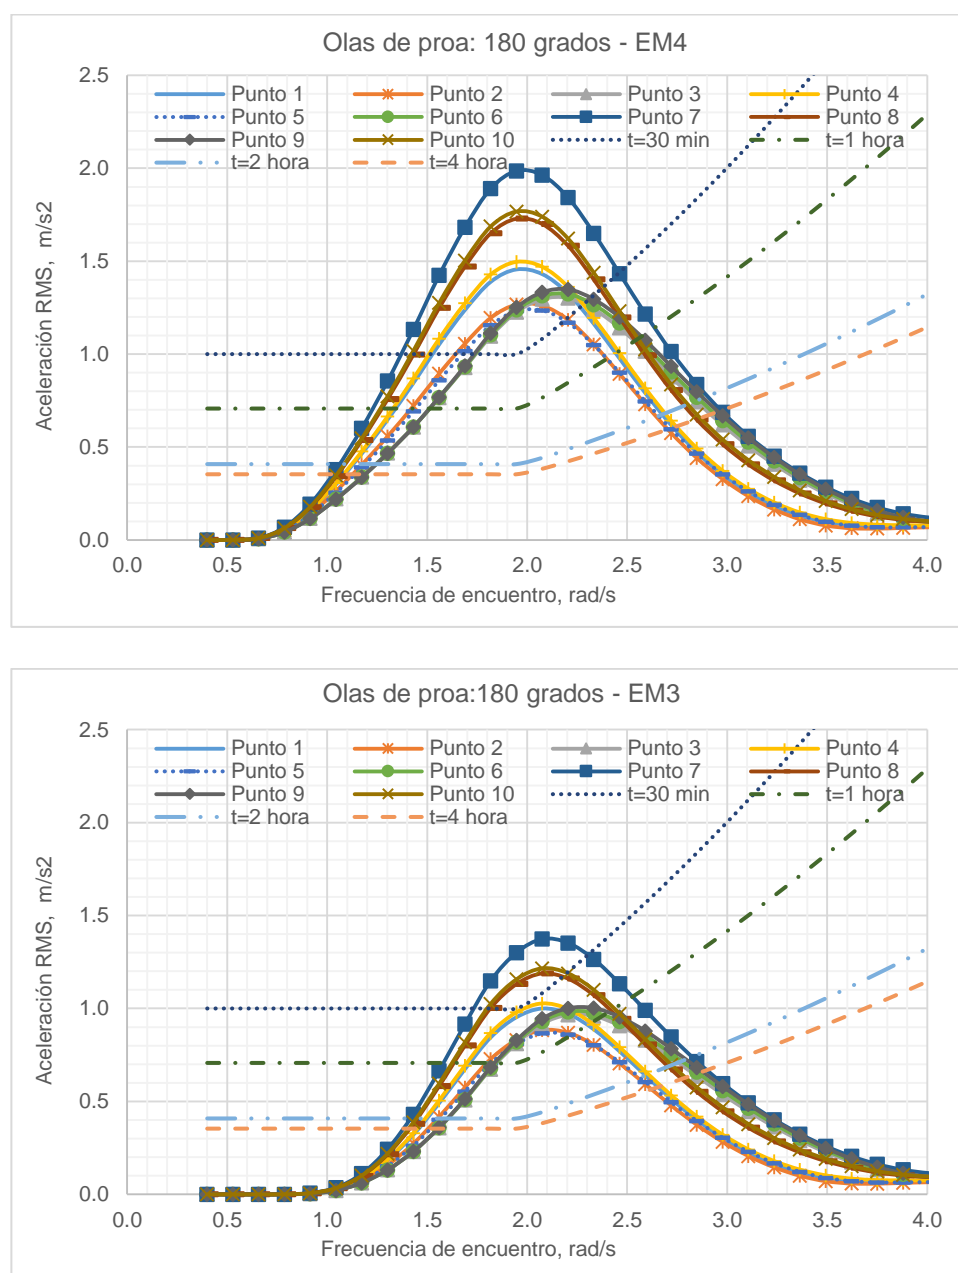 Olas de proa: 180 grados - EM4
2.5
Punto 1 Punto 2 Punto 3 Punto 4
Punto 5 Punto 6 Punto 7 Punto 8
Punto 9 Punto 10 t=30 min t=1 hora
t=2 hora t=4 hora
2.0
1.5
1.0
0.5
0.0
Aceleración RMS, m/s2
0.0 0.5 1.0 1.5 2.0 2.5 3.0 3.5 4.0
Frecuencia de encuentro, rad/s
Olas de proa:180 grados - EM3
2.5
Punto 1 Punto 2 Punto 3 Punto 4
Punto 5 Punto 6 Punto 7 Punto 8
Punto 9 Punto 10 t=30 min t=1 hora
t=2 hora t=4 hora
2.0
1.5
1.0
0.5
0.0
Aceleración RMS, m/s2
0.0 0.5 1.0 1.5 2.0 2.5 3.0 3.5 4.0
Frecuencia de encuentro, rad/s